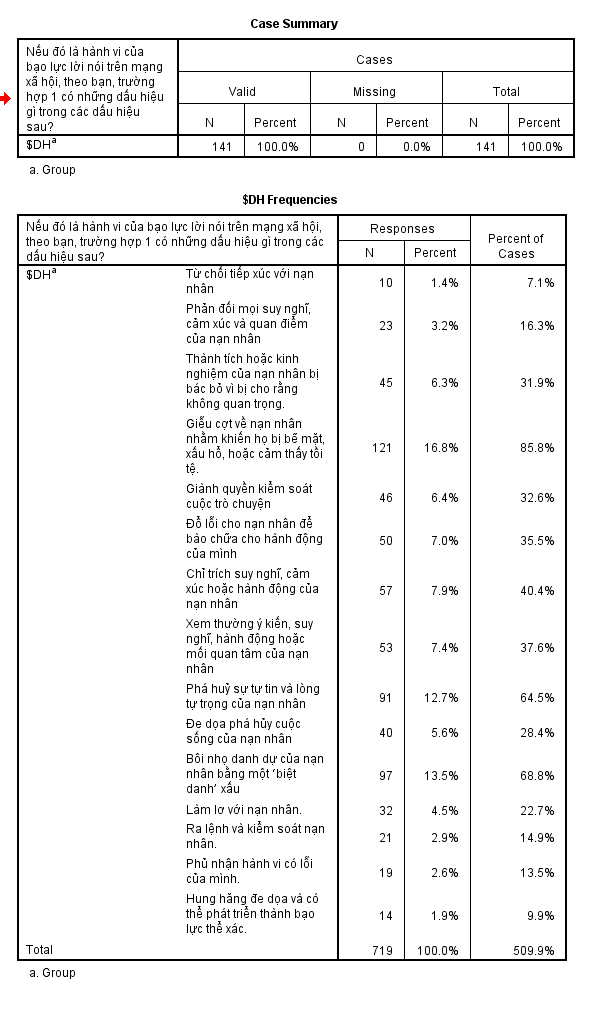 Case Summary
Nếu đó là hành vi của
bạo lực lời nói trên mạng
xã hội, theo bạn, trường
hợp 1 có những dấu hiệu
gì trong các dấu hiệu
sau?
Cases
Valid Missing Total
N Percent N Percent N Percent
$DHa 141 100.0% 0 0.0% 141 100.0%
a. Group
$DH Frequencies
Nếu đó là hành vi của bạo lực lời nói trên mạng xã hội,
theo bạn, trường hợp 1 có những dấu hiệu gì trong các
dấu hiệu sau?
Responses Percent of
Cases
N Percent
$DHa Từ chối tiếp xúc với nạn
nhân 10 1.4% 7.1%
Phản đối mọi suy nghĩ,
cảm xúc và quan điểm
của nạn nhân 23 3.2% 16.3%
Thành tích hoặc kinh
nghiệm của nạn nhân bị
bác bỏ vì bị cho rằng
không quan trọng. 45 6.3% 31.9%
Giễu cợt về nạn nhân
nhằm khiến họ bị bẽ mặt,
xấu hổ, hoặc cảm thấy tồi
tệ. 121 16.8% 85.8%
Giành quyền kiểm soát
cuộc trò chuyện 46 6.4% 32.6%
Đổ lỗi cho nạn nhân để
bào chữa cho hành động
của mình 50 7.0% 35.5%
Chỉ trích suy nghĩ, cảm
xúc hoặc hành động của
nạn nhân 57 7.9% 40.4%
Xem thường ý kiến, suy
nghĩ, hành động hoặc
mối quan tâm của nạn
nhân 53 7.4% 37.6%
Phá huỷ sự tự tin và lòng
tự trọng của nạn nhân 91 12.7% 64.5%
Đe dọa phá hủy cuộc
sống của nạn nhân 40 5.6% 28.4%
Bôi nhọ danh dự của nạn
nhân bằng một ‘biệt
danh’ xấu 97 13.5% 68.8%
Làm lơ với nạn nhân. 32 4.5% 22.7%
Ra lệnh và kiểm soát nạn
nhân. 21 2.9% 14.9%
Phủ nhận hành vi có lỗi
của mình. 19 2.6% 13.5%
Hung hăng đe dọa và có
thể phát triển thành bạo
lực thể xác. 14 1.9% 9.9%
Total 719 100.0% 509.9%
a. Group